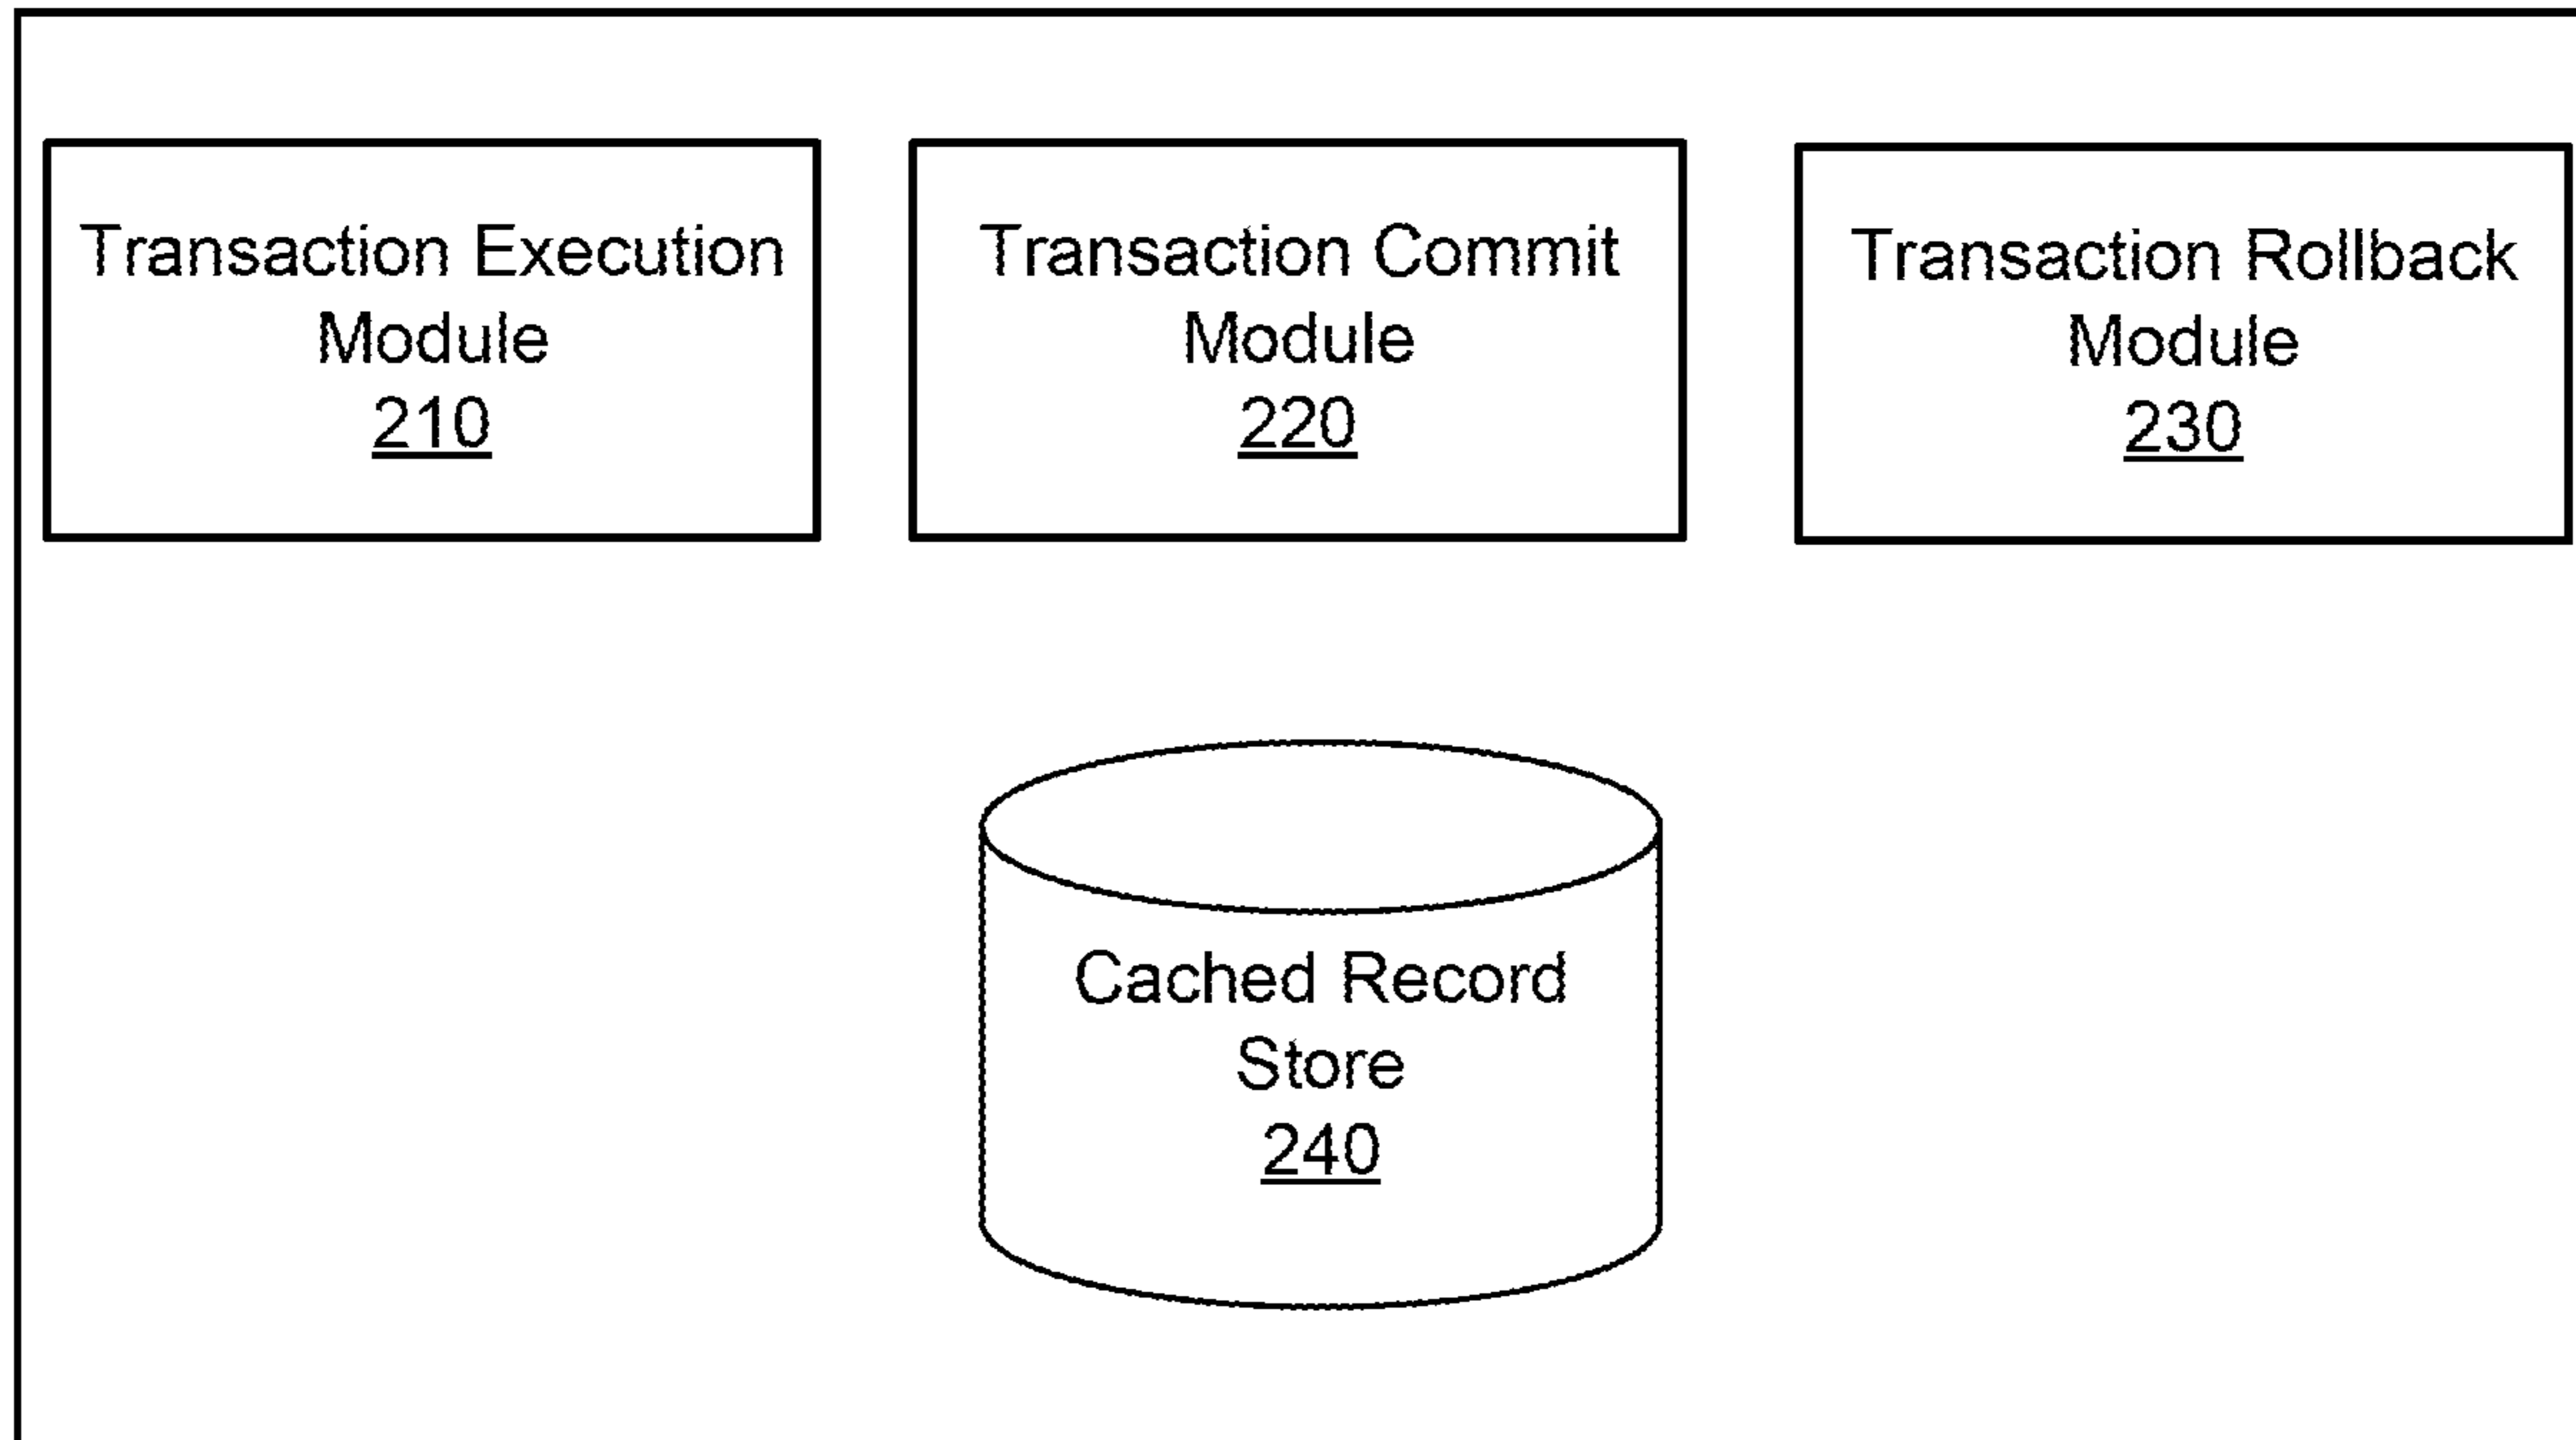 Transaction Execution
Module
210
Transaction Commit
Module
220
Transaction Rollback
Module
230
Cached Record
Store
240